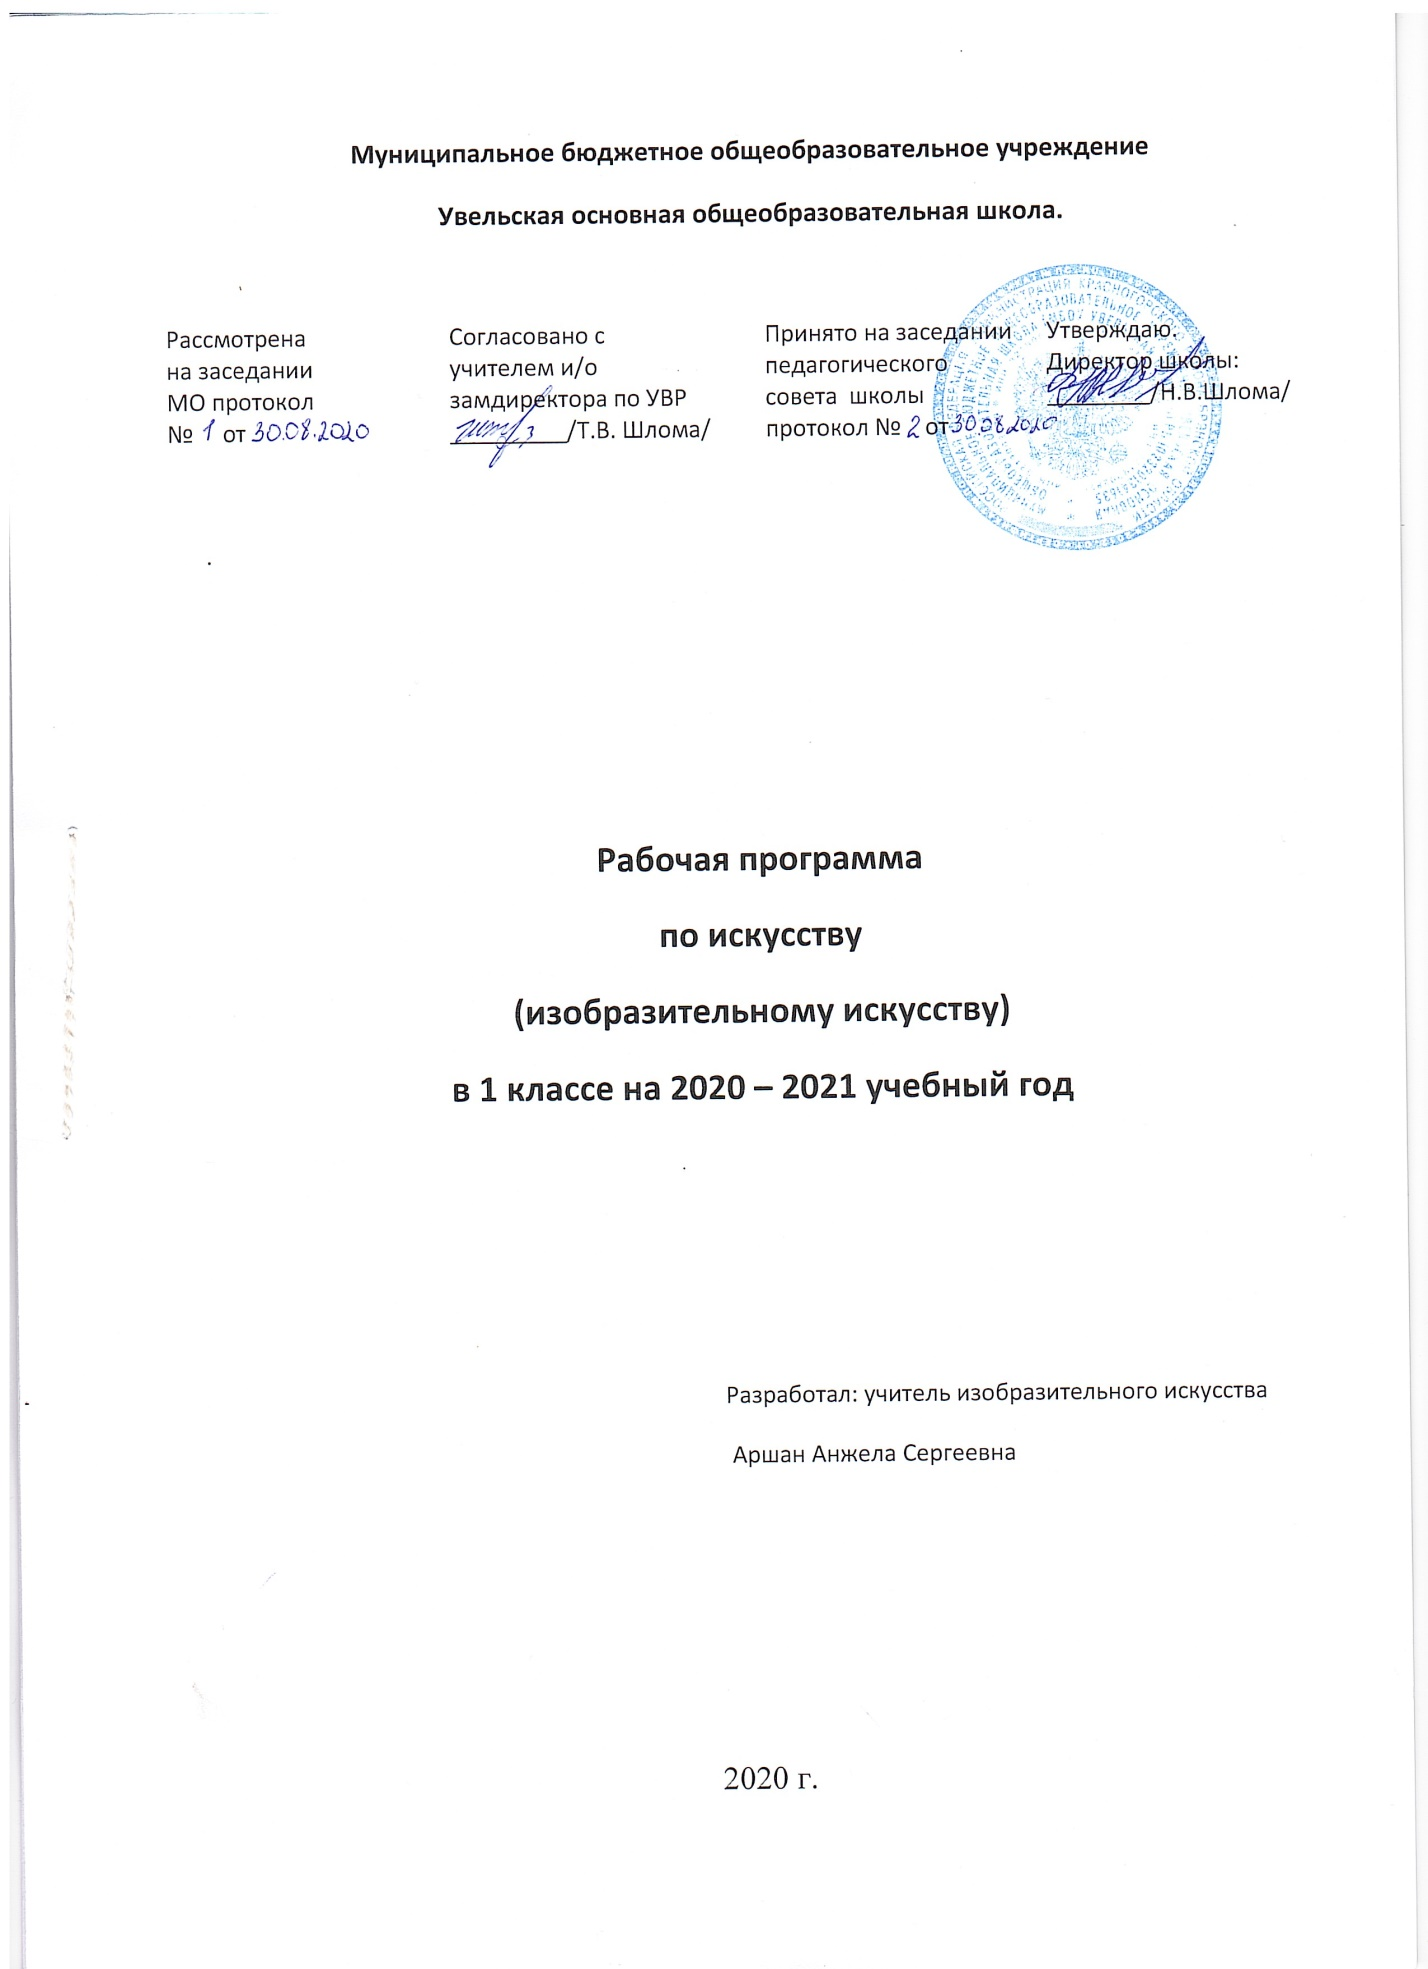 Муниципальное бюджетное общеобразовательное учреждение
Увельская основная общеобразовательная школа.
Рассмотрена
на заседании
МО протокол
№ 1 от 30.08.2020
Согласовано с
учителем и/о
замдиректора по УВР
/Т.В. Шлома/
Принято на заседании
педагогического
совета школы
протокол № 2 от 30.08.2020
Утверждаю:
Директор школы:
/Н.В.Шлома/
Рабочая программа
по искусству
(изобразительному искусству)
в 1 классе на 2020 – 2021 учебный год
Разработал: учитель изобразительного искусства
Аршан Анжела Сергеевна
2020 г.